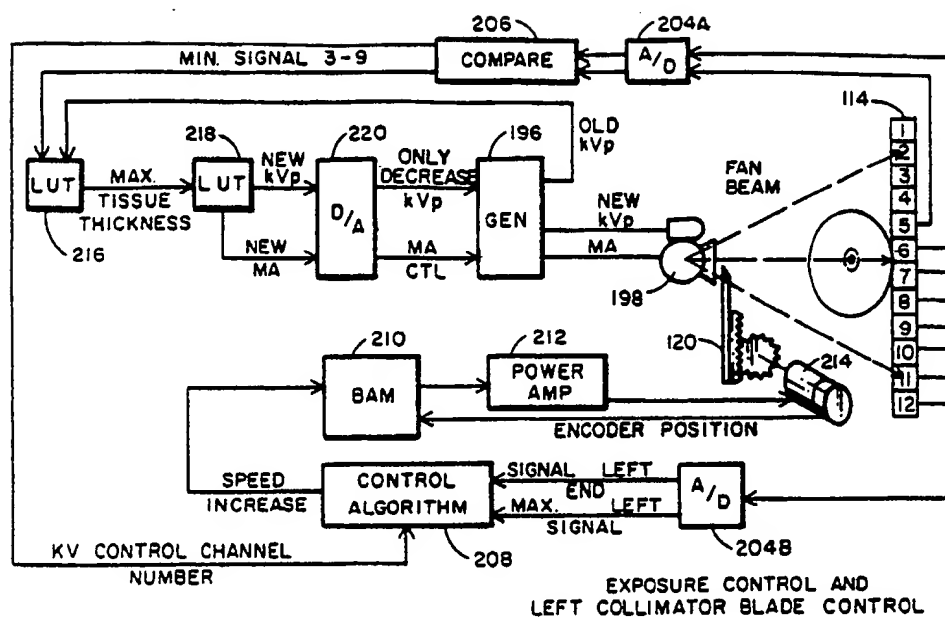 206
204A
COMPARE
A/D
MIN. SIGNAL 3-9
114
218
220
196
OLD
kVp
1
2
3
4
5
6
7
8
9
10
11
12
LUT
MAX.
TISSUE
THICKNESS
216
LUT
NEW
kVp
NEW
MA
D/A
ONLY
DECREASE
kVp
MA
CTL
GEN
NEW
kVp
MA
FAN
BEAM
198
210
212
120
214
BAM
POWER
AMP
ENCODER POSITION
SPEED
INCREASE
CONTROL
ALGORITHM
SIGNAL LEFT
END
MAX. LEFT
SIGNAL
A/D
208
204B
KV CONTROL CHANNEL
NUMBER
EXPOSURE CONTROL AND
LEFT COLLIMATOR BLADE CONTROL